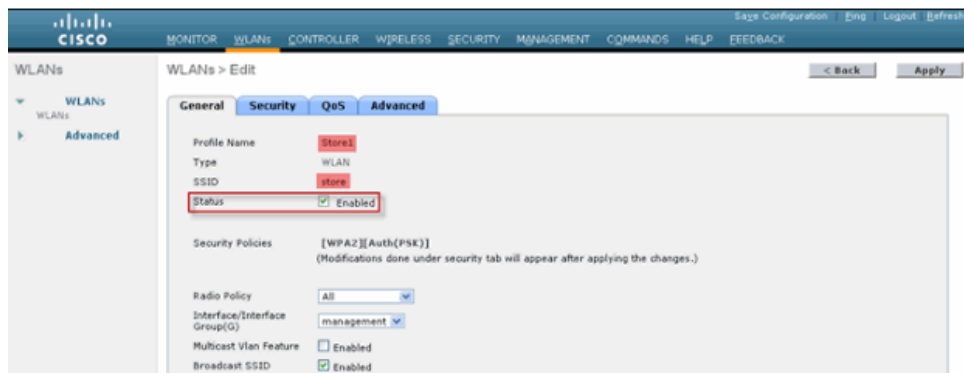 Save Configuration Ping Logout Refresh
CISCO
MONITOR WLANs CONTROLLER WIRELESS SECURITY MANAGEMENT COMMANDS HELP FEEDBACK
WLANs
WLANs > Edit
< Back
Apply
WLANs
WLANs
Advanced
General Security QoS Advanced
Profile Name Store1
Type WLAN
SSID store
Status Enabled
Security Policies [WPA2][Auth(PSK)]
(Modifications done under security tab will appear after applying the changes.)
Radio Policy All
Interface/Interface
Group(G) management
Multicast Vlan Feature Enabled
Broadcast SSID Enabled